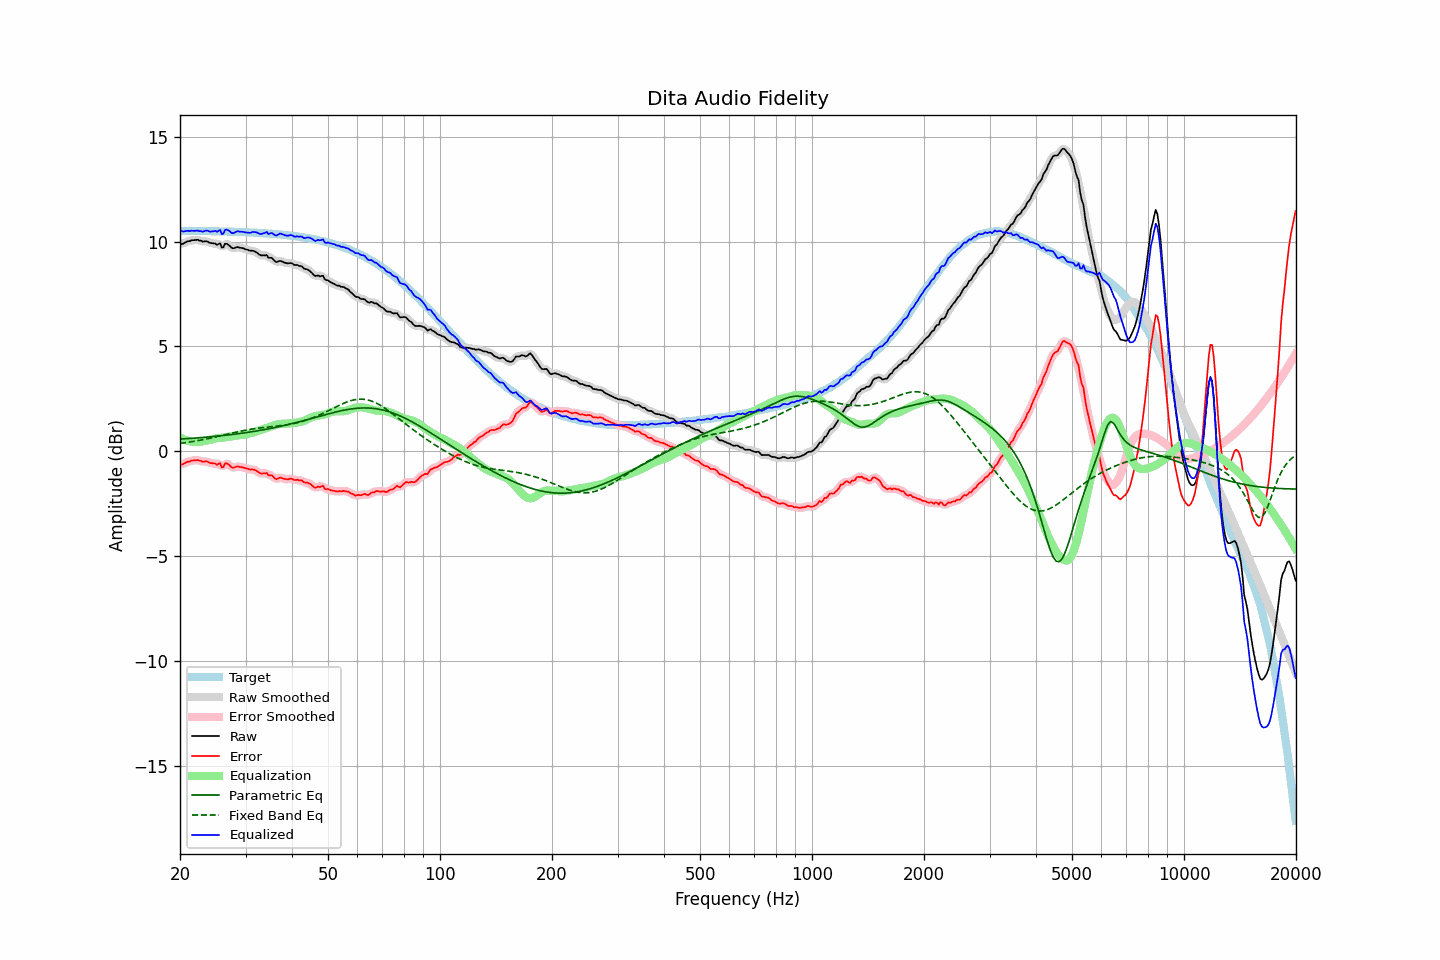 Dita Audio Fidelity
Amplitude (dBr)
15
10
5
0
−5
−10
−15
Target
Raw Smoothed
Error Smoothed
Raw
Error
Equalization
Parametric Eq
Fixed Band Eq
Equalized
20 50 100 200 500 1000 2000 5000 10000 20000
Frequency (Hz)